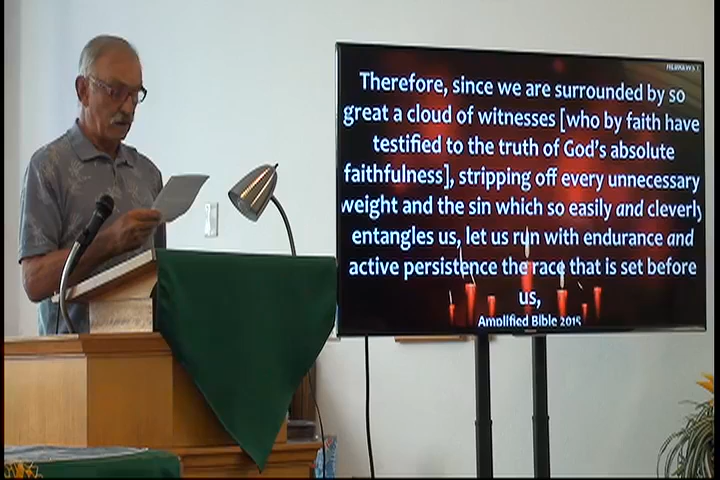 HEBREWS
Therefore, since we are surrounded by so
great a cloud of witnesses [who by faith have
testified to the truth of God's absolute
faithfulness], stripping off every unnecessary
weight and the sin which so easily and cleverly
entangles us, let us run with endurance and
active persistence the race that is set before
us,
Amplified Bible 2015